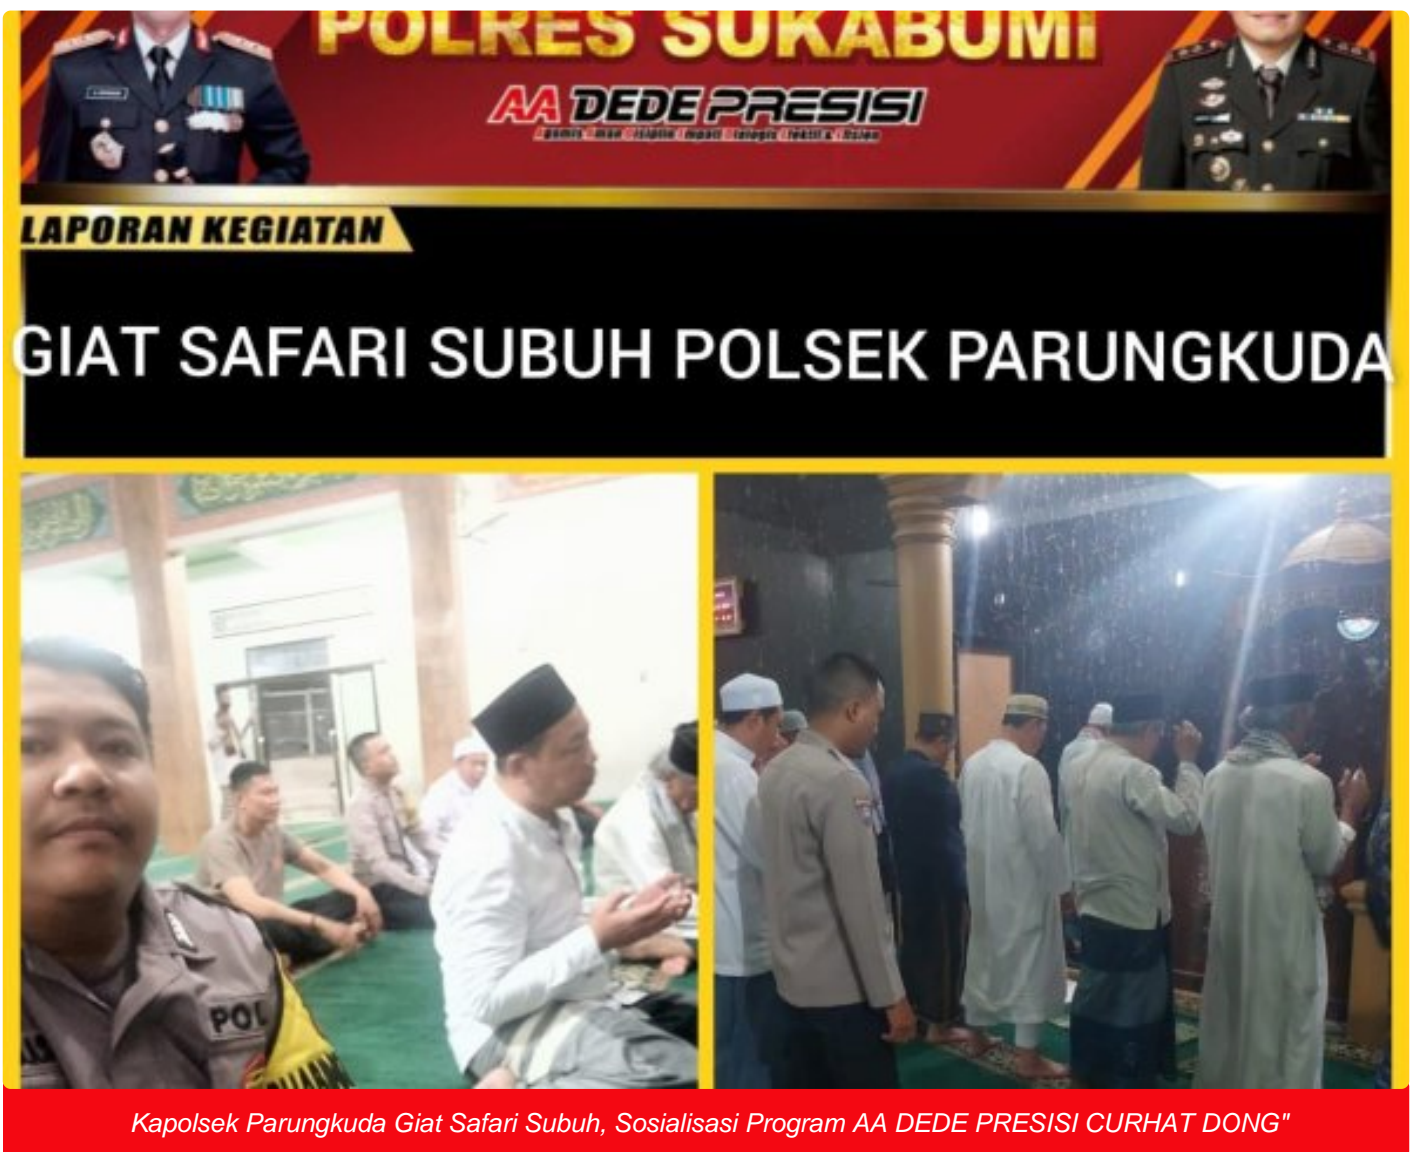 POLRES SUKABUMI
AA DEDE PRESISI
LAPORAN KEGIATAN
GIAT SAFARI SUBUH POLSEK PARUNGKUDA
POL
Kapolsek Parungkuda Giat Safari Subuh, Sosialisasi Program AA DEDE PRESISI CURHAT DONG"